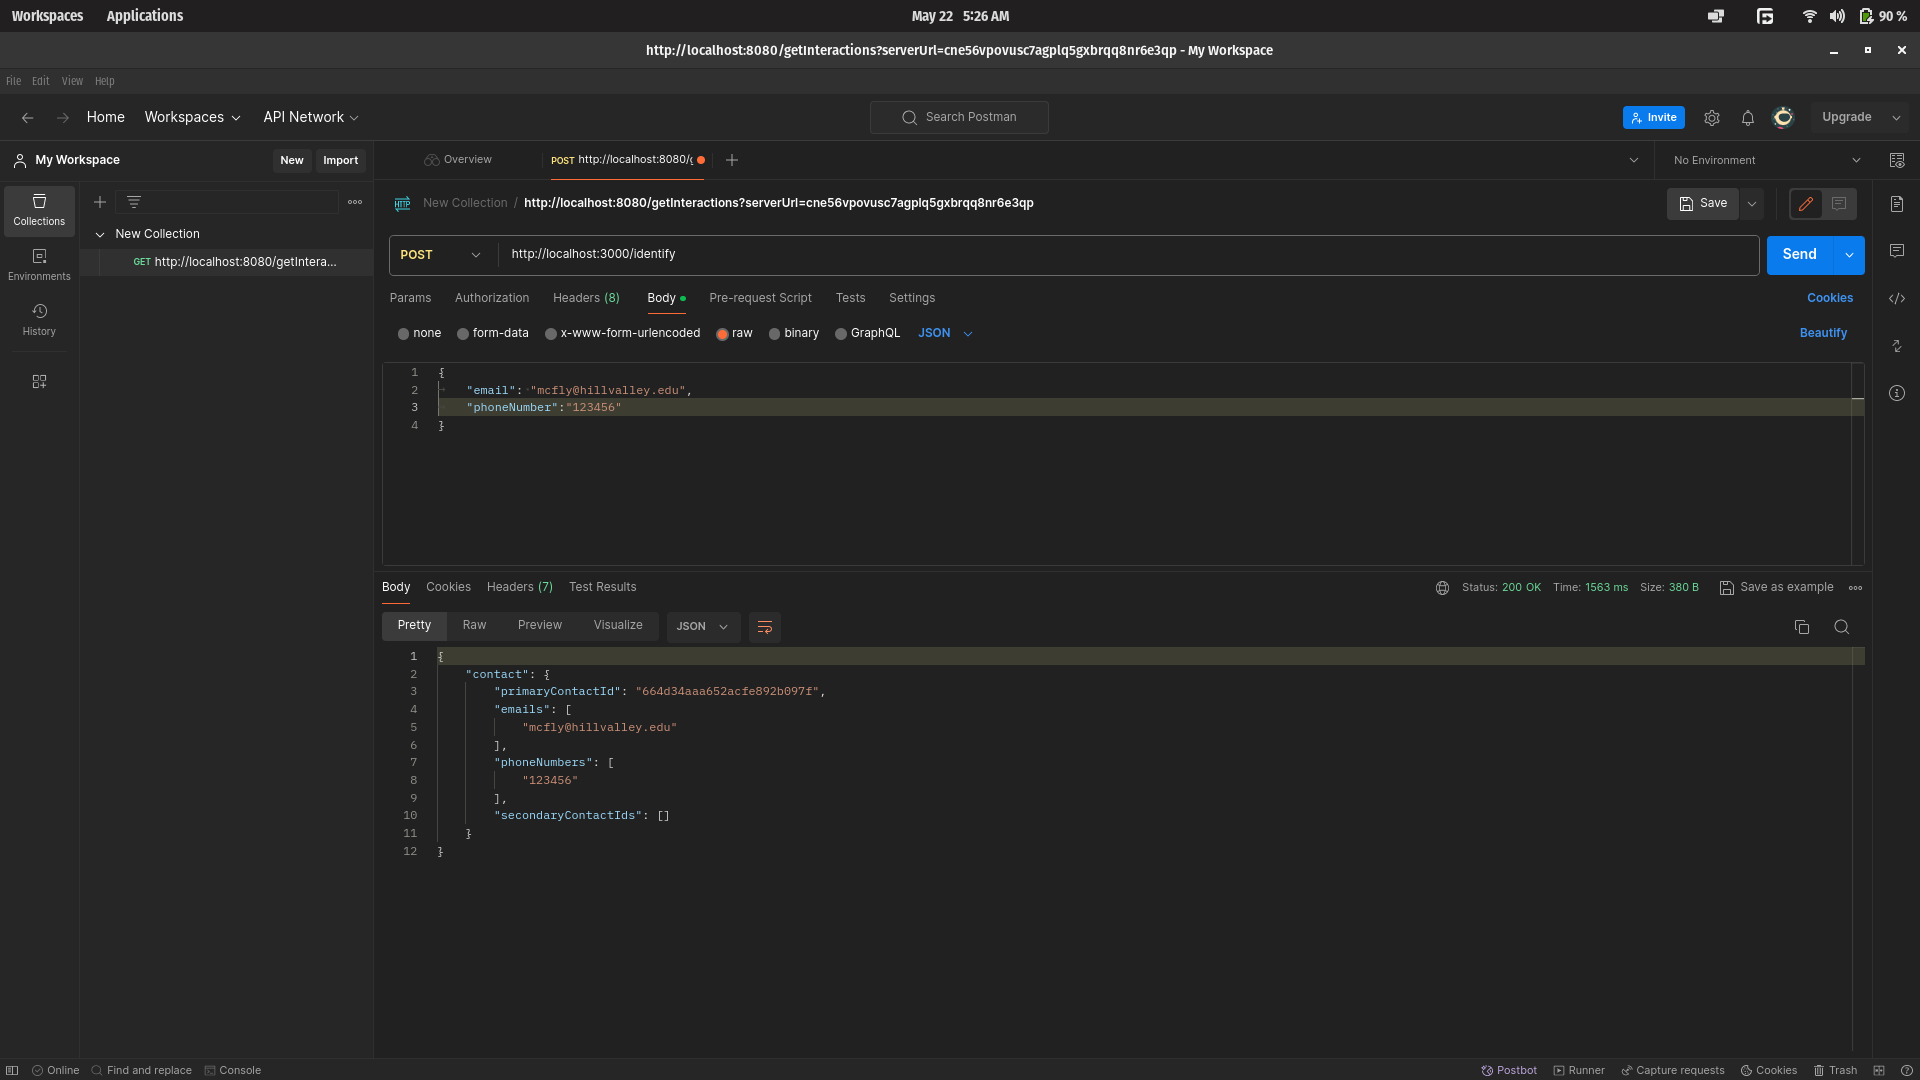 Workspaces Applications May 22 5:26 AM 90 %
http://localhost:8080/getInteractions?serverUrl=cne56vpovusc7agplq5gxbrqq8nr6e3qp - My Workspace
File Edit View Help
Home Workspaces API Network Search Postman Invite Upgrade
My Workspace New Import Overview POST http://localhost:8080/g No Environment
New Collection / http://localhost:8080/getInteractions?serverUrl=cne56vpovusc7agplq5gxbrqq8nr6e3qp Save
Collections
New Collection
GET http://localhost:8080/getIntera...
Environments
History
HTTP
POST http://localhost:3000/identify Send
Params Authorization Headers (8) Body Pre-request Script Tests Settings Cookies
none form-data x-www-form-urlencoded raw binary GraphQL JSON Beautify
1 {
2 "email": "mcfly@hillvalley.edu",
3 "phoneNumber":"123456"
4 }
Body Cookies Headers (7) Test Results Status: 200 OK Time: 1563 ms Size: 380 B Save as example
Pretty Raw Preview Visualize JSON
1 {
2 "contact": {
3 "primaryContactId": "664d34aaa652acfe892b097f",
4 "emails": [
5 "mcfly@hillvalley.edu"
6 ],
7 "phoneNumbers": [
8 "123456"
9 ],
10 "secondaryContactIds": []
11 }
12 }
Online Find and replace Console Postbot Runner Capture requests Cookies Trash